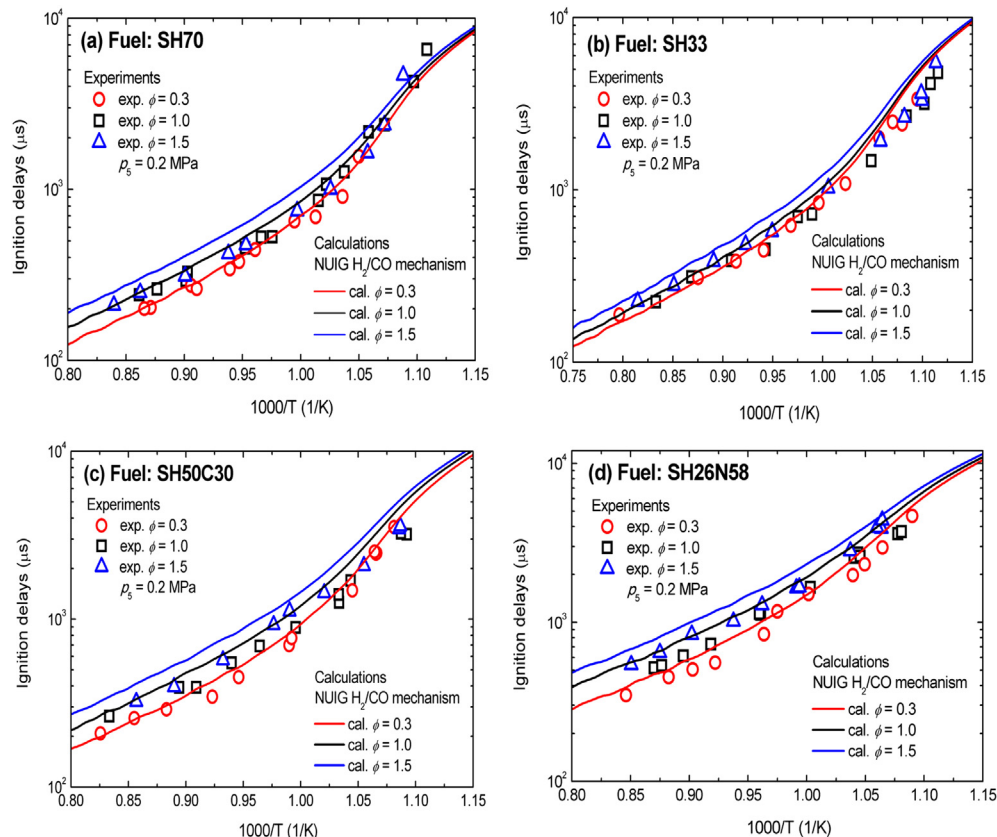 (a) Fuel: SH70
Experiments
exp. ϕ = 0.3
exp. ϕ = 1.0
exp. ϕ = 1.5
p5 = 0.2 MPa
Calculations
NUIG H2/CO mechanism
cal. ϕ = 0.3
cal. ϕ = 1.0
cal. ϕ = 1.5
Ignition delays (μs)
10^4
10^3
10^2
0.80 0.85 0.90 0.95 1.00 1.05 1.10 1.15
1000/T (1/K)
(b) Fuel: SH33
Experiments
exp. ϕ = 0.3
exp. ϕ = 1.0
exp. ϕ = 1.5
p5 = 0.2 MPa
Calculations
NUIG H2/CO mechanism
cal. ϕ = 0.3
cal. ϕ = 1.0
cal. ϕ = 1.5
Ignition delays (μs)
10^4
10^3
10^2
0.75 0.80 0.85 0.90 0.95 1.00 1.05 1.10 1.15
1000/T (1/K)
(c) Fuel: SH50C30
Experiments
exp. ϕ = 0.3
exp. ϕ = 1.0
exp. ϕ = 1.5
p5 = 0.2 MPa
Calculations
NUIG H2/CO mechanism
cal. ϕ = 0.3
cal. ϕ = 1.0
cal. ϕ = 1.5
Ignition delays (μs)
10^4
10^3
10^2
0.80 0.85 0.90 0.95 1.00 1.05 1.10 1.15
1000/T (1/K)
(d) Fuel: SH26N58
Experiments
exp. ϕ = 0.3
exp. ϕ = 1.0
exp. ϕ = 1.5
p5 = 0.2 MPa
Calculations
NUIG H2/CO mechanism
cal. ϕ = 0.3
cal. ϕ = 1.0
cal. ϕ = 1.5
Ignition delays (μs)
10^4
10^3
10^2
0.80 0.85 0.90 0.95 1.00 1.05 1.10 1.15
1000/T (1/K)